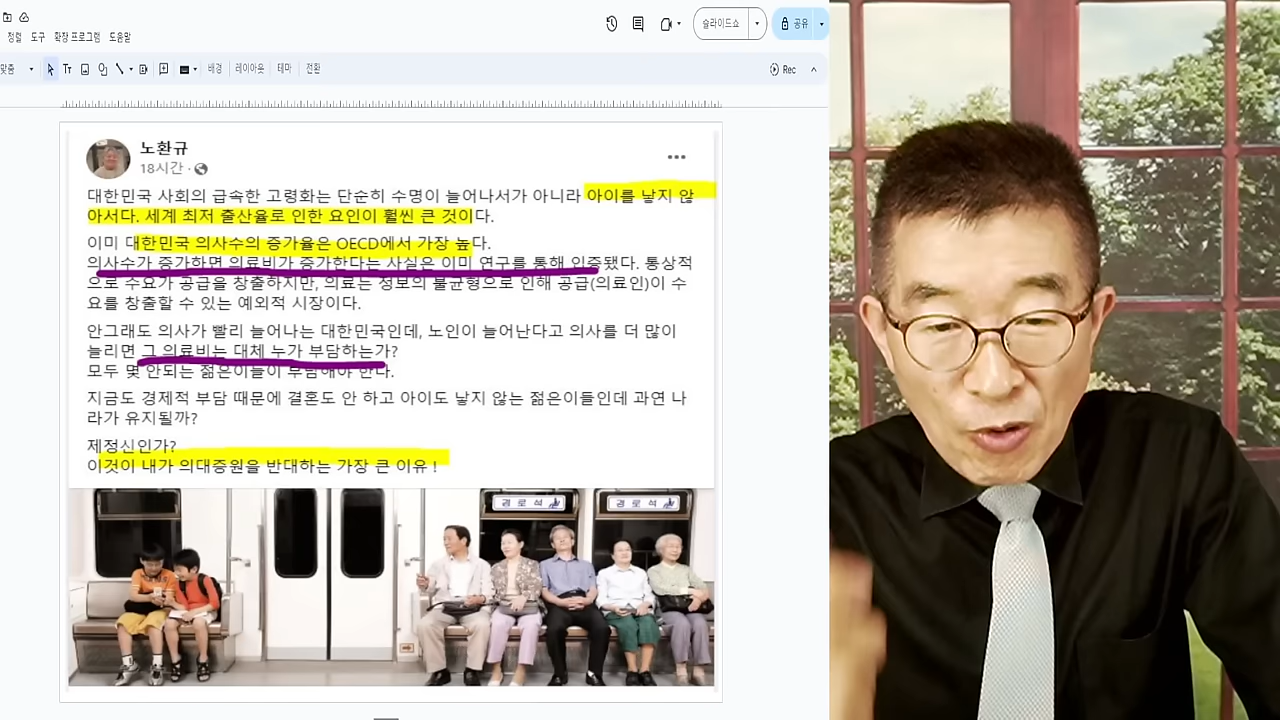 정렬 도구 확장 프로그램 도움말
슬라이드쇼
공유
맞춤
Tт
배경
레이아웃
테마
전환
Rec
노환규
18시간 ·
대한민국 사회의 급속한 고령화는 단순히 수명이 늘어나서가 아니라 아이를 낳지 않
아서다. 세계 최저 출산율로 인한 요인이 훨씬 큰 것이다.
이미 대한민국 의사수의 증가율은 OECD에서 가장 높다.
의사수가 증가하면 의료비가 증가한다는 사실은 이미 연구를 통해 입증됐다. 통상적
으로 수요가 공급을 창출하지만, 의료는 정보의 불균형으로 인해 공급(의료인)이 수
요를 창출할 수 있는 예외적 시장이다.
안그래도 의사가 빨리 늘어나는 대한민국인데, 노인이 늘어난다고 의사를 더 많이
늘리면 그 의료비는 대체 누가 부담하는가?
모두 몇 안되는 젊은이들이 부담해야 한다.
지금도 경제적 부담 때문에 결혼도 안 하고 아이도 낳지 않는 젊은이들인데 과연 나
라가 유지될까?
제정신인가?
이것이 내가 의대증원을 반대하는 가장 큰 이유 !
경 로 석
경 로 석